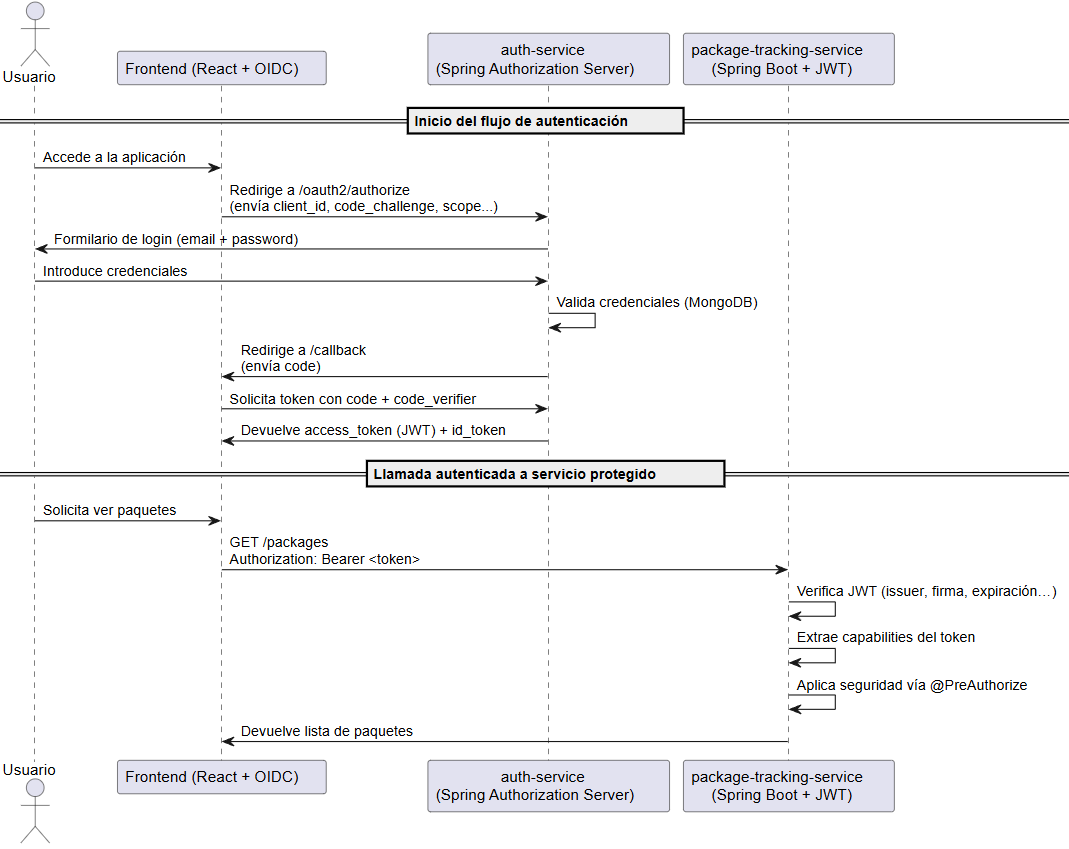 Usuario
Frontend (React + OIDC)
auth-service
(Spring Authorization Server)
package-tracking-service
(Spring Boot + JWT)
Inicio del flujo de autenticación
Accede a la aplicación
Redirige a /oauth2/authorize
(envía client_id, code_challenge, scope...)
Formilario de login (email + password)
Introduce credenciales
Valida credenciales (MongoDB)
Redirige a /callback
(envía code)
Solicita token con code + code_verifier
Devuelve access_token (JWT) + id_token
Llamada autenticada a servicio protegido
Solicita ver paquetes
GET /packages
Authorization: Bearer <token>
Verifica JWT (issuer, firma, expiración…)
Extrae capabilities del token
Aplica seguridad vía @PreAuthorize
Devuelve lista de paquetes
Usuario
Frontend (React + OIDC)
auth-service
(Spring Authorization Server)
package-tracking-service
(Spring Boot + JWT)